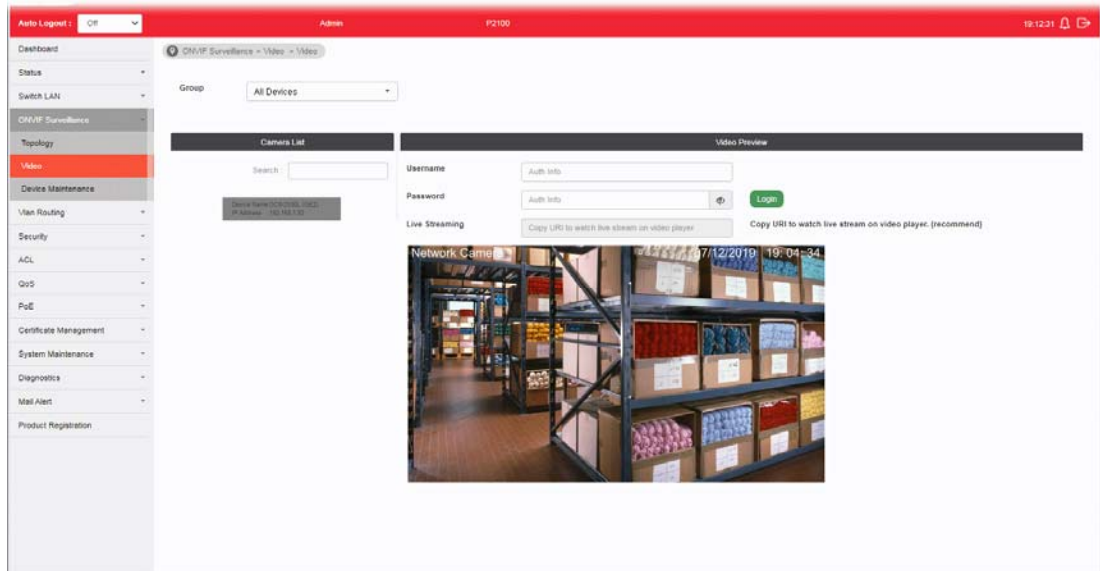 Auto Logout : Off Admin P2100 19:12:31
Dashboard
Status
Switch LAN
ONVIF Surveillance
Topology
Video
Device Maintenance
Vlan Routing
Security
ACL
QoS
PoE
Certificate Management
System Maintenance
Diagnostics
Mail Alert
Product Registration
ONVIF Surveillance » Video » Video
Group All Devices
Camera List
Search :
Device Name
IP Address
Video Preview
Username Auth Info
Password Auth Info Login
Live Streaming Copy URI to watch live stream on video player Copy URI to watch live stream on video player. (recommend)
Network Camera 07/12/2019 19:04:34